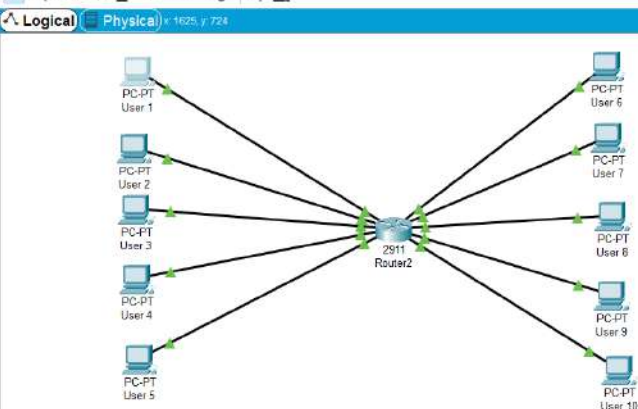 Logical Physical x: 1625, y: 724
PC-PT
User 1
PC-PT
User 2
PC-PT
User 3
PC-PT
User 4
PC-PT
User 5
2911
Router2
PC-PT
User 6
PC-PT
User 7
PC-PT
User 8
PC-PT
User 9
PC-PT
User 10